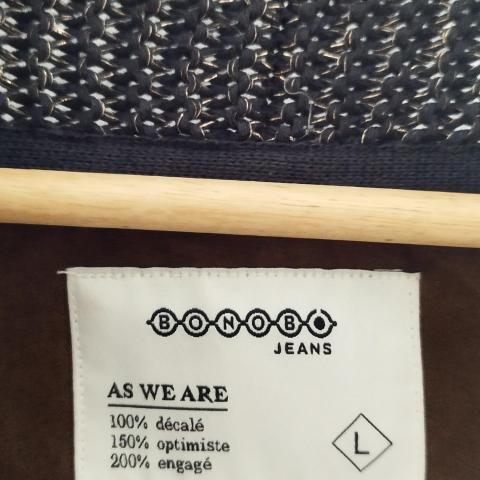 BONOBO
JEANS
AS WE ARE
100% décalé
150% optimiste
200% engagé
L